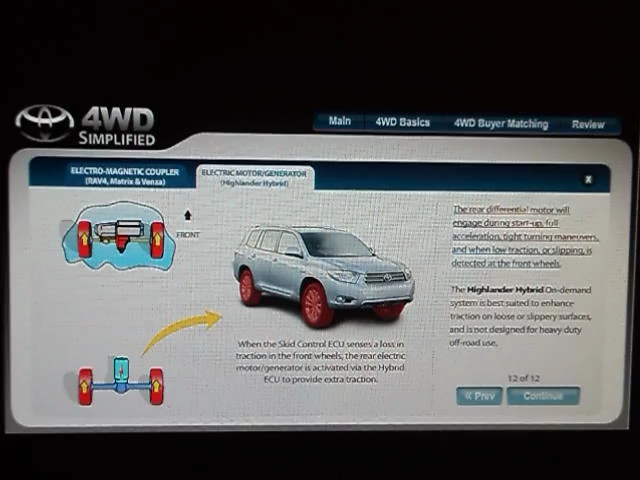 4WD
SIMPLIFIED
Main
4WD Basics
4WD Buyer Matching
Review
ELECTRO-MAGNETIC COUPLER
(RAV4, Matrix & Venza)
ELECTRIC MOTOR/GENERATOR
(Highlander Hybrid)
X
FRONT
The rear differential motor will
engage during start-up, full
acceleration, tight turning maneuvers,
and when low traction, or slipping, is
detected at the front wheels.
The Highlander Hybrid On-demand
system is best suited to enhance
traction on loose or slippery surfaces,
and is not designed for heavy duty
off-road use.
When the Skid Control ECU senses a loss in
traction in the front wheels, the rear electric
motor/generator is activated via the Hybrid
ECU to provide extra traction.
12 of 12
« Prev
Continue